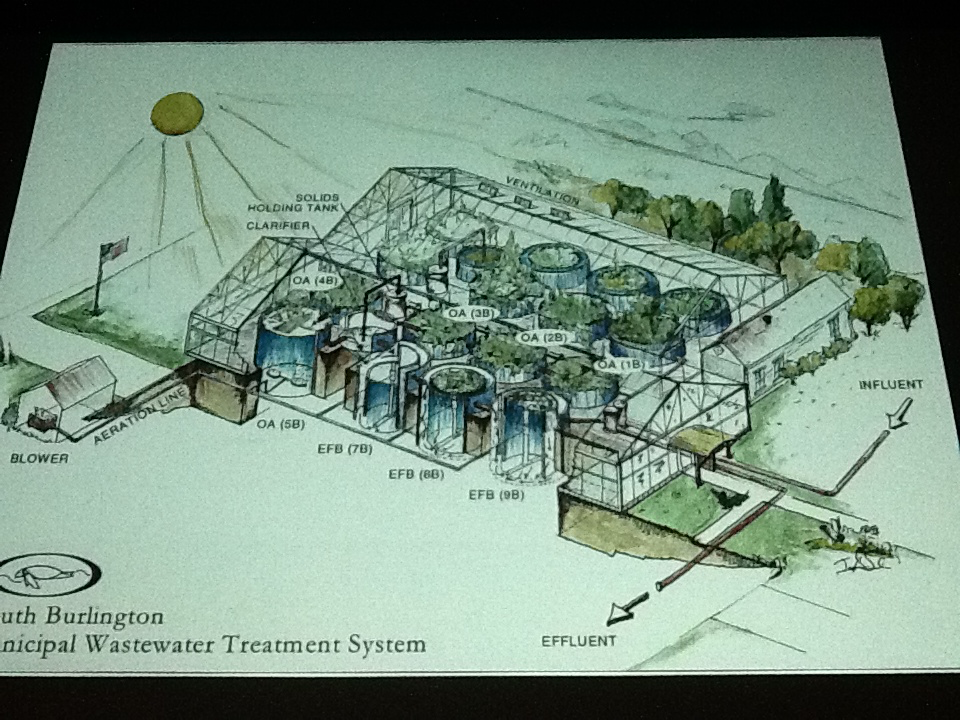 VENTILATION
SOLIDS
HOLDING TANK
CLARIFIER
OA (4B)
OA (3B)
OA (2B)
OA (1B)
INFLUENT
AERATION LINE
BLOWER
OA (5B)
EFB (7B)
EFB (8B)
EFB (9B)
EFFLUENT
uth Burlington
nicipal Wastewater Treatment System